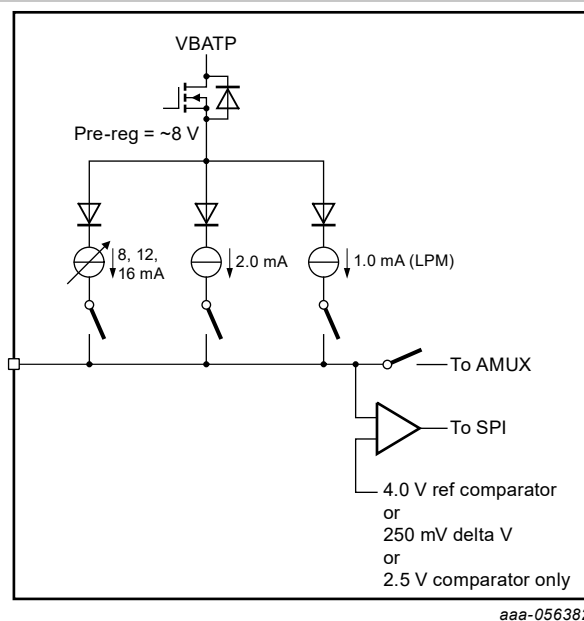 VBATP
Pre-reg = ~8 V
8, 12,
16 mA
2.0 mA
1.0 mA (LPM)
To AMUX
To SPI
4.0 V ref comparator
or
250 mV delta V
or
2.5 V comparator only